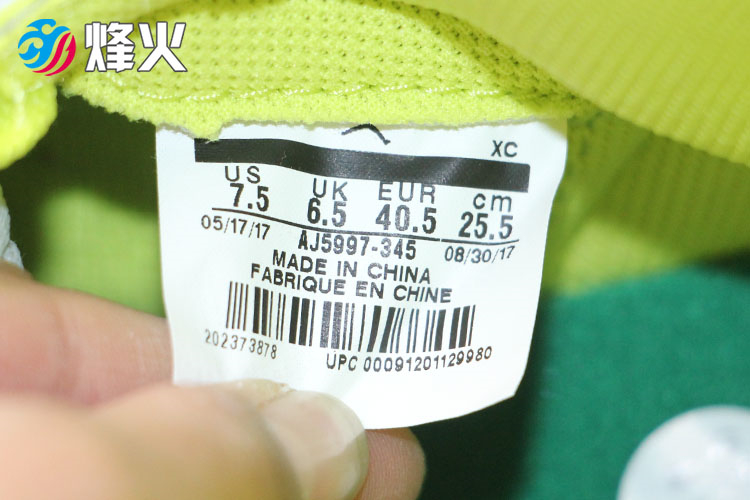 烽火
XC
US UK EUR cm
7.5 6.5 40.5 25.5
05/17/17 AJ5997-345 08/30/17
MADE IN CHINA
FABRIQUE EN CHINE
202373878 UPC 00091201129980